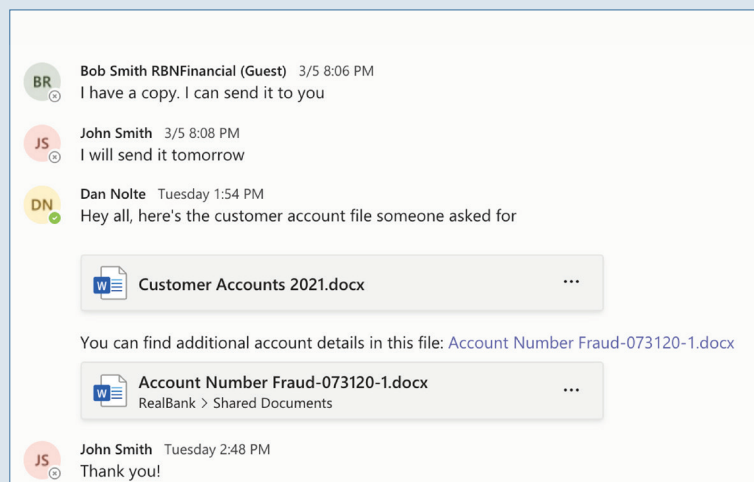 BR
Bob Smith RBNFinancial (Guest) 3/5 8:06 PM
I have a copy. I can send it to you
JS
John Smith 3/5 8:08 PM
I will send it tomorrow
DN
Dan Nolte Tuesday 1:54 PM
Hey all, here's the customer account file someone asked for
W
Customer Accounts 2021.docx
...
You can find additional account details in this file: Account Number Fraud-073120-1.docx
W
Account Number Fraud-073120-1.docx
...
RealBank > Shared Documents
JS
John Smith Tuesday 2:48 PM
Thank you!